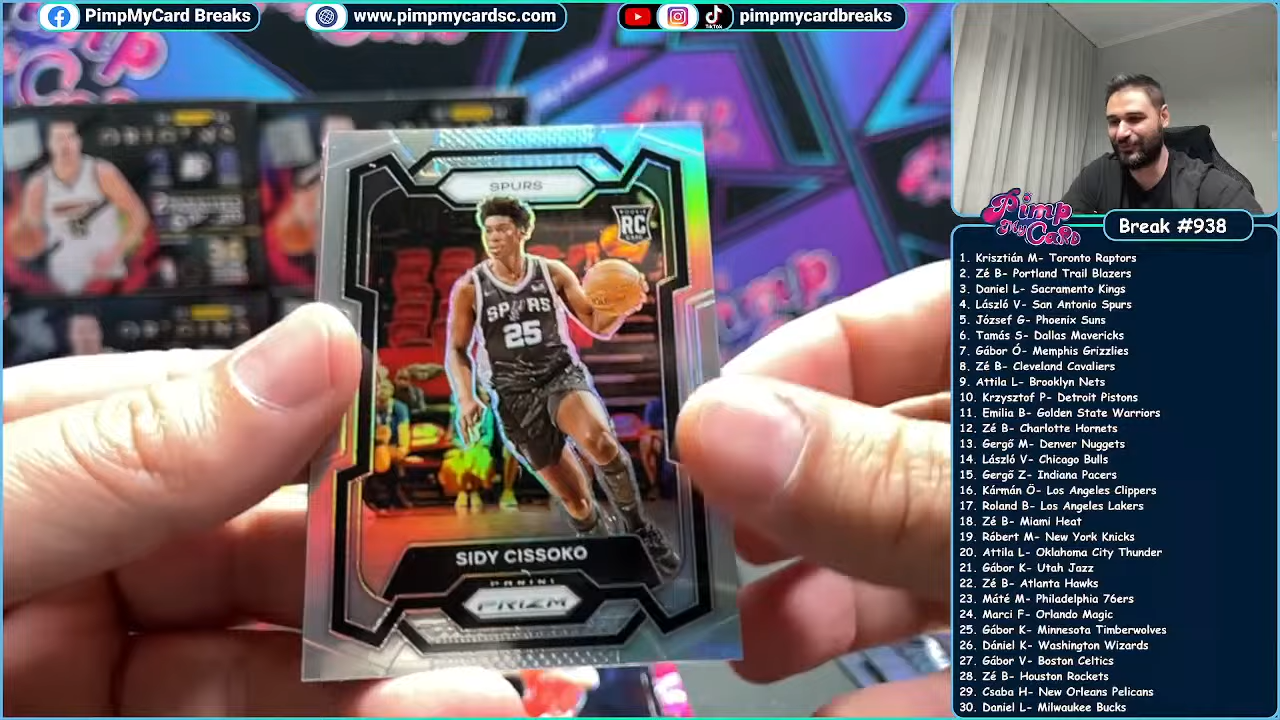 PimpMyCard Breaks
www.pimpmycardsc.com
TikTok
pimpmycardbreaks
ORIGINS
SPURS
ROOKIE
RC
CARD
SPURS
25
SIDY CISSOKO
PANINI
PRIZM
Pimp
My Card
Break #938
1. Krisztián M- Toronto Raptors
2. Zé B- Portland Trail Blazers
3. Daniel L- Sacramento Kings
4. László V- San Antonio Spurs
5. József G- Phoenix Suns
6. Tamás S- Dallas Mavericks
7. Gábor Ó- Memphis Grizzlies
8. Zé B- Cleveland Cavaliers
9. Attila L- Brooklyn Nets
10. Krzysztof P- Detroit Pistons
11. Emilia B- Golden State Warriors
12. Zé B- Charlotte Hornets
13. Gergő M- Denver Nuggets
14. László V- Chicago Bulls
15. Gergő Z- Indiana Pacers
16. Kármán Ö- Los Angeles Clippers
17. Roland B- Los Angeles Lakers
18. Zé B- Miami Heat
19. Róbert M- New York Knicks
20. Attila L- Oklahoma City Thunder
21. Gábor K- Utah Jazz
22. Zé B- Atlanta Hawks
23. Máté M- Philadelphia 76ers
24. Marci F- Orlando Magic
25. Gábor K- Minnesota Timberwolves
26. Dániel K- Washington Wizards
27. Gábor V- Boston Celtics
28. Zé B- Houston Rockets
29. Csaba H- New Orleans Pelicans
30. Daniel L- Milwaukee Bucks